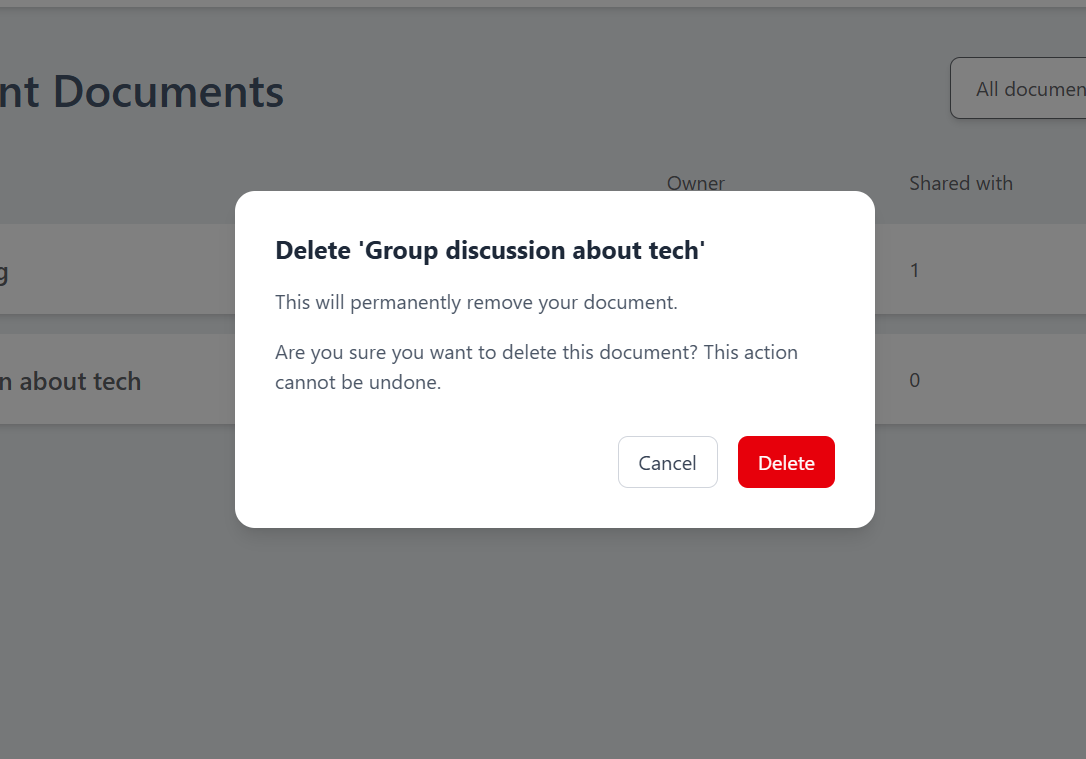 nt Documents
All documen
Owner
Shared with
Delete 'Group discussion about tech'
This will permanently remove your document.
Are you sure you want to delete this document? This action
cannot be undone.
Cancel
Delete
g
1
n about tech
0